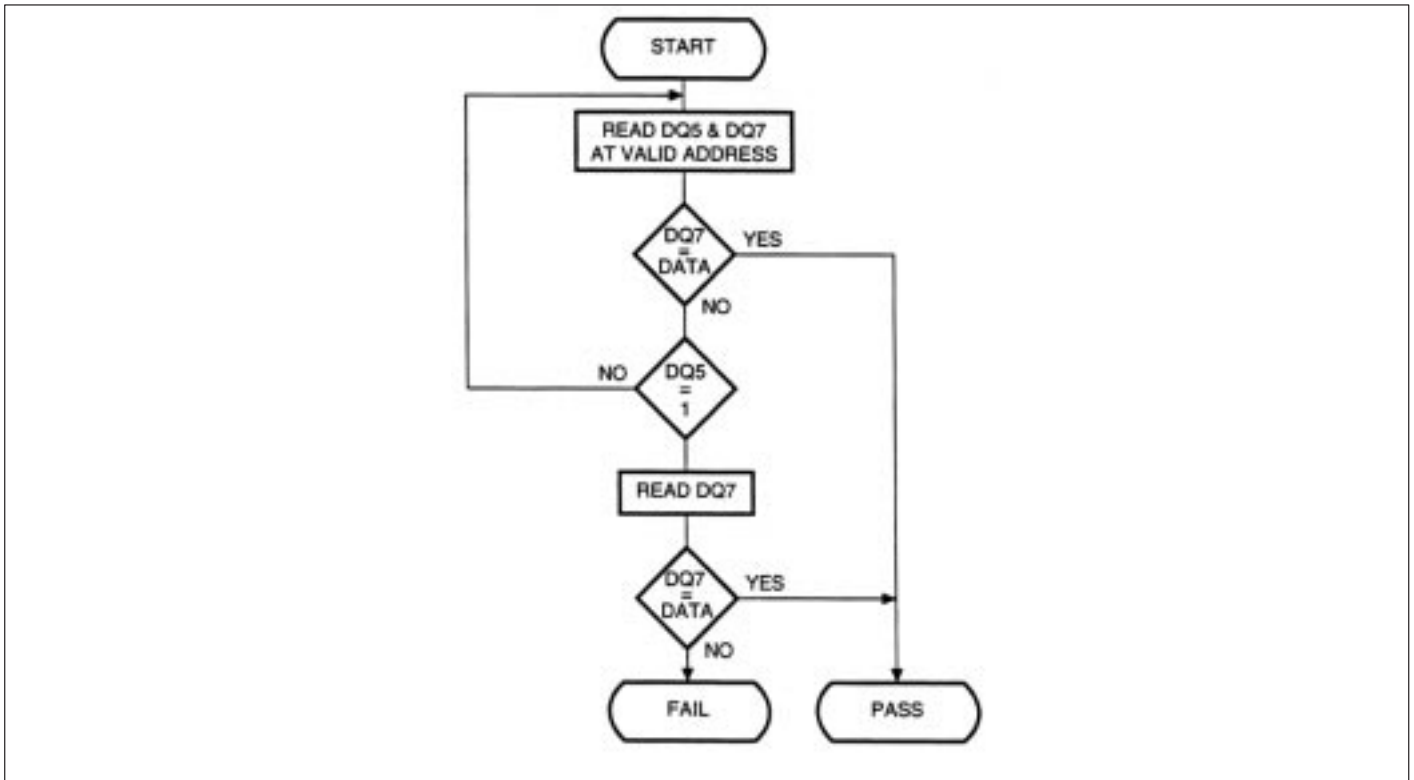 START
READ DQ5 & DQ7
AT VALID ADDRESS
DQ7
=
DATA
YES
NO
DQ5
=
1
NO
READ DQ7
DQ7
=
DATA
YES
NO
FAIL
PASS